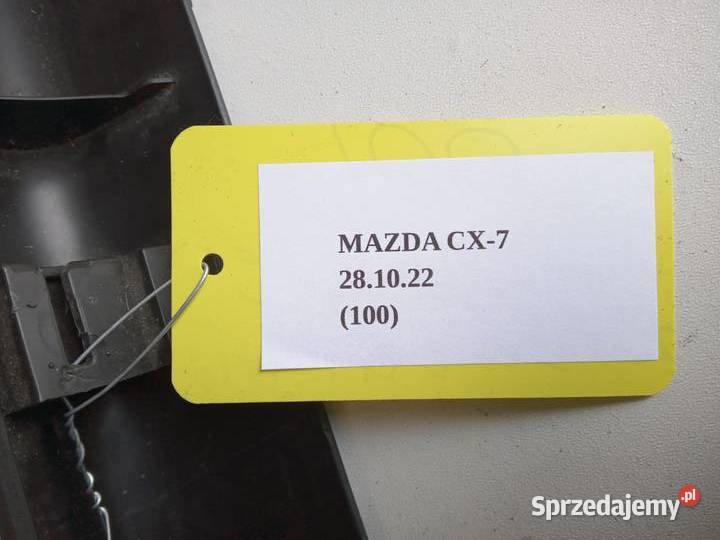 MAZDA CX-7
28.10.22
(100)
Sprzedajemy.pl